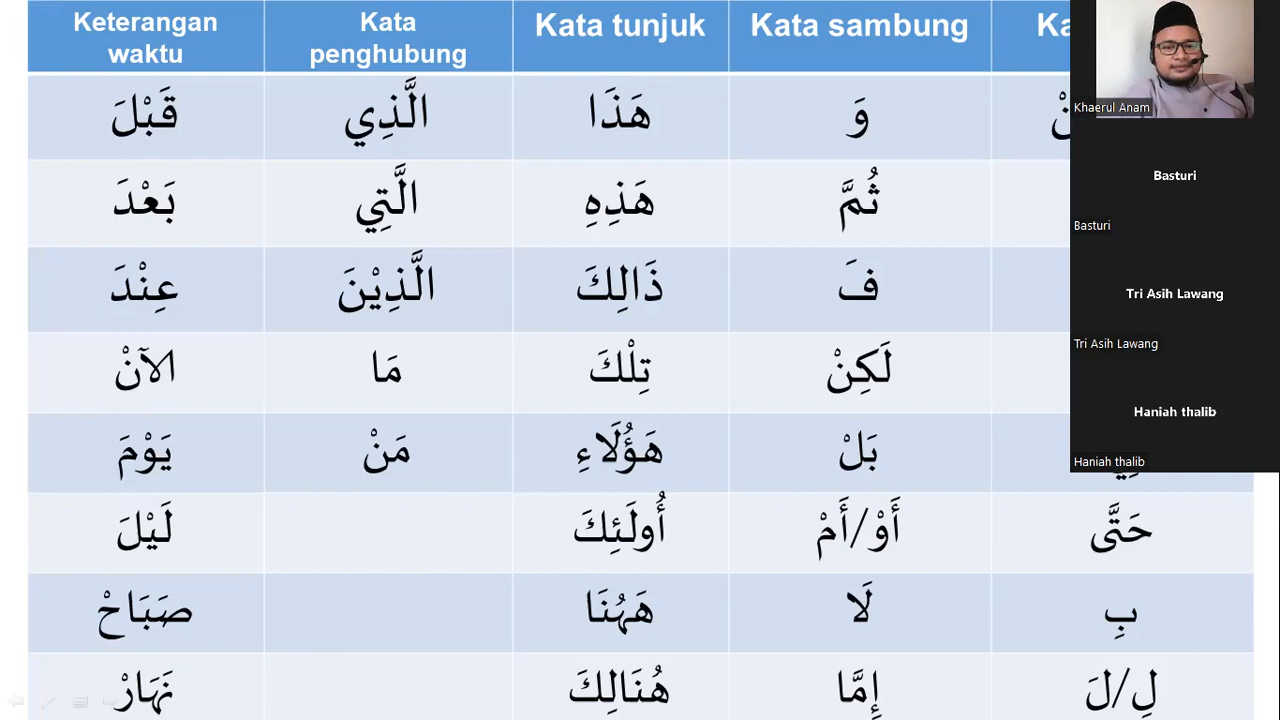 Keterangan waktu
Kata penghubung
Kata tunjuk
Kata sambung
قَبْلَ
الَّذِي
هَذَا
وَ
بَعْدَ
الَّتِي
هَذِهِ
ثُمَّ
عِنْدَ
الَّذِيْنَ
ذَالِكَ
فَ
الآنْ
مَا
تِلْكَ
لَكِنْ
يَوْمَ
مَنْ
هَؤُلَاءِ
بَلْ
لَيْلَ
أُولَئِكَ
أَوْ/أَمْ
حَتَّى
صَبَاحْ
هَهُنَا
لَا
بِ
نَهَارْ
هُنَالِكَ
إِمَّا
لِ/لَ
Khaerul Anam
Basturi
Basturi
Tri Asih Lawang
Tri Asih Lawang
Haniah thalib
Haniah thalib